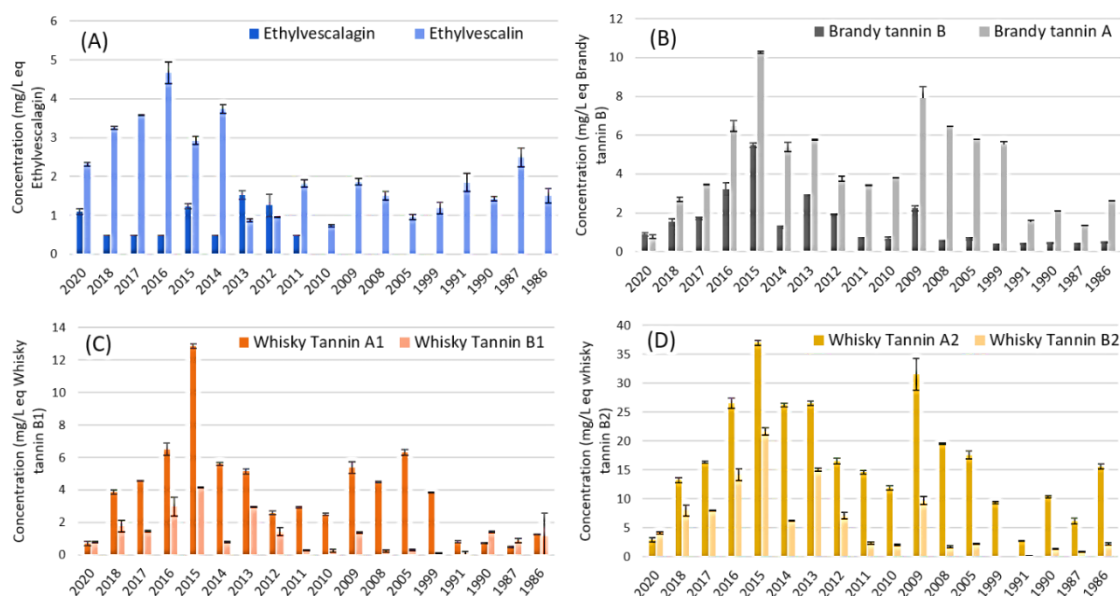 (A)
Ethylvescalagin Ethylvescalin
Concentration (mg/L eq
Ethylvescalagin)
6
5
4
3
2
1
0
2020 2018 2017 2016 2015 2014 2013 2012 2011 2010 2009 2008 2005 1999 1991 1990 1987 1986
(B)
Brandy tannin B Brandy tannin A
Concentration (mg/L eq Brandy
tannin B)
12
10
8
6
4
2
0
2020 2018 2017 2016 2015 2014 2013 2012 2011 2010 2009 2008 2005 1999 1991 1990 1987 1986
(C)
Whisky Tannin A1 Whisky Tannin B1
Concentration (mg/L eq Whisky
tannin B1)
14
12
10
8
6
4
2
0
2020 2018 2017 2016 2015 2014 2013 2012 2011 2010 2009 2008 2005 1999 1991 1990 1987 1986
(D)
Whisky Tannin A2 Whisky Tannin B2
Concentration (mg/L eq whisky
tannin B2)
40
35
30
25
20
15
10
5
0
2020 2018 2017 2016 2015 2014 2013 2012 2011 2010 2009 2008 2005 1999 1991 1990 1987 1986